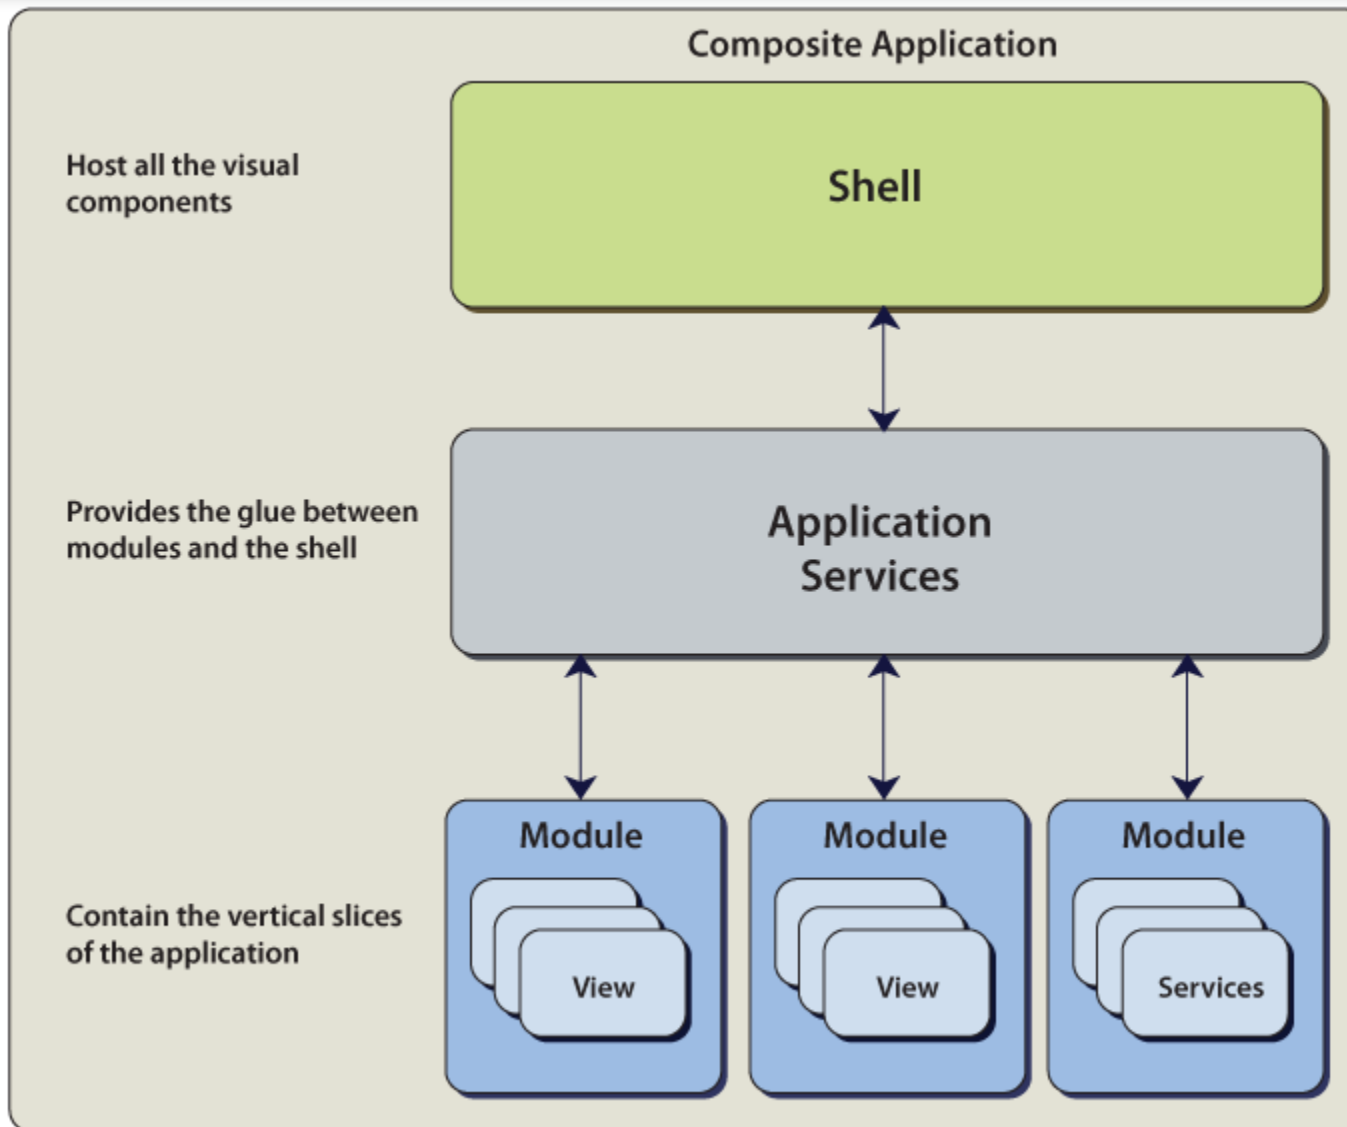 Composite Application
Host all the visual
components
Shell
Provides the glue between
modules and the shell
Application
Services
Contain the vertical slices
of the application
Module
View
Module
View
Module
Services